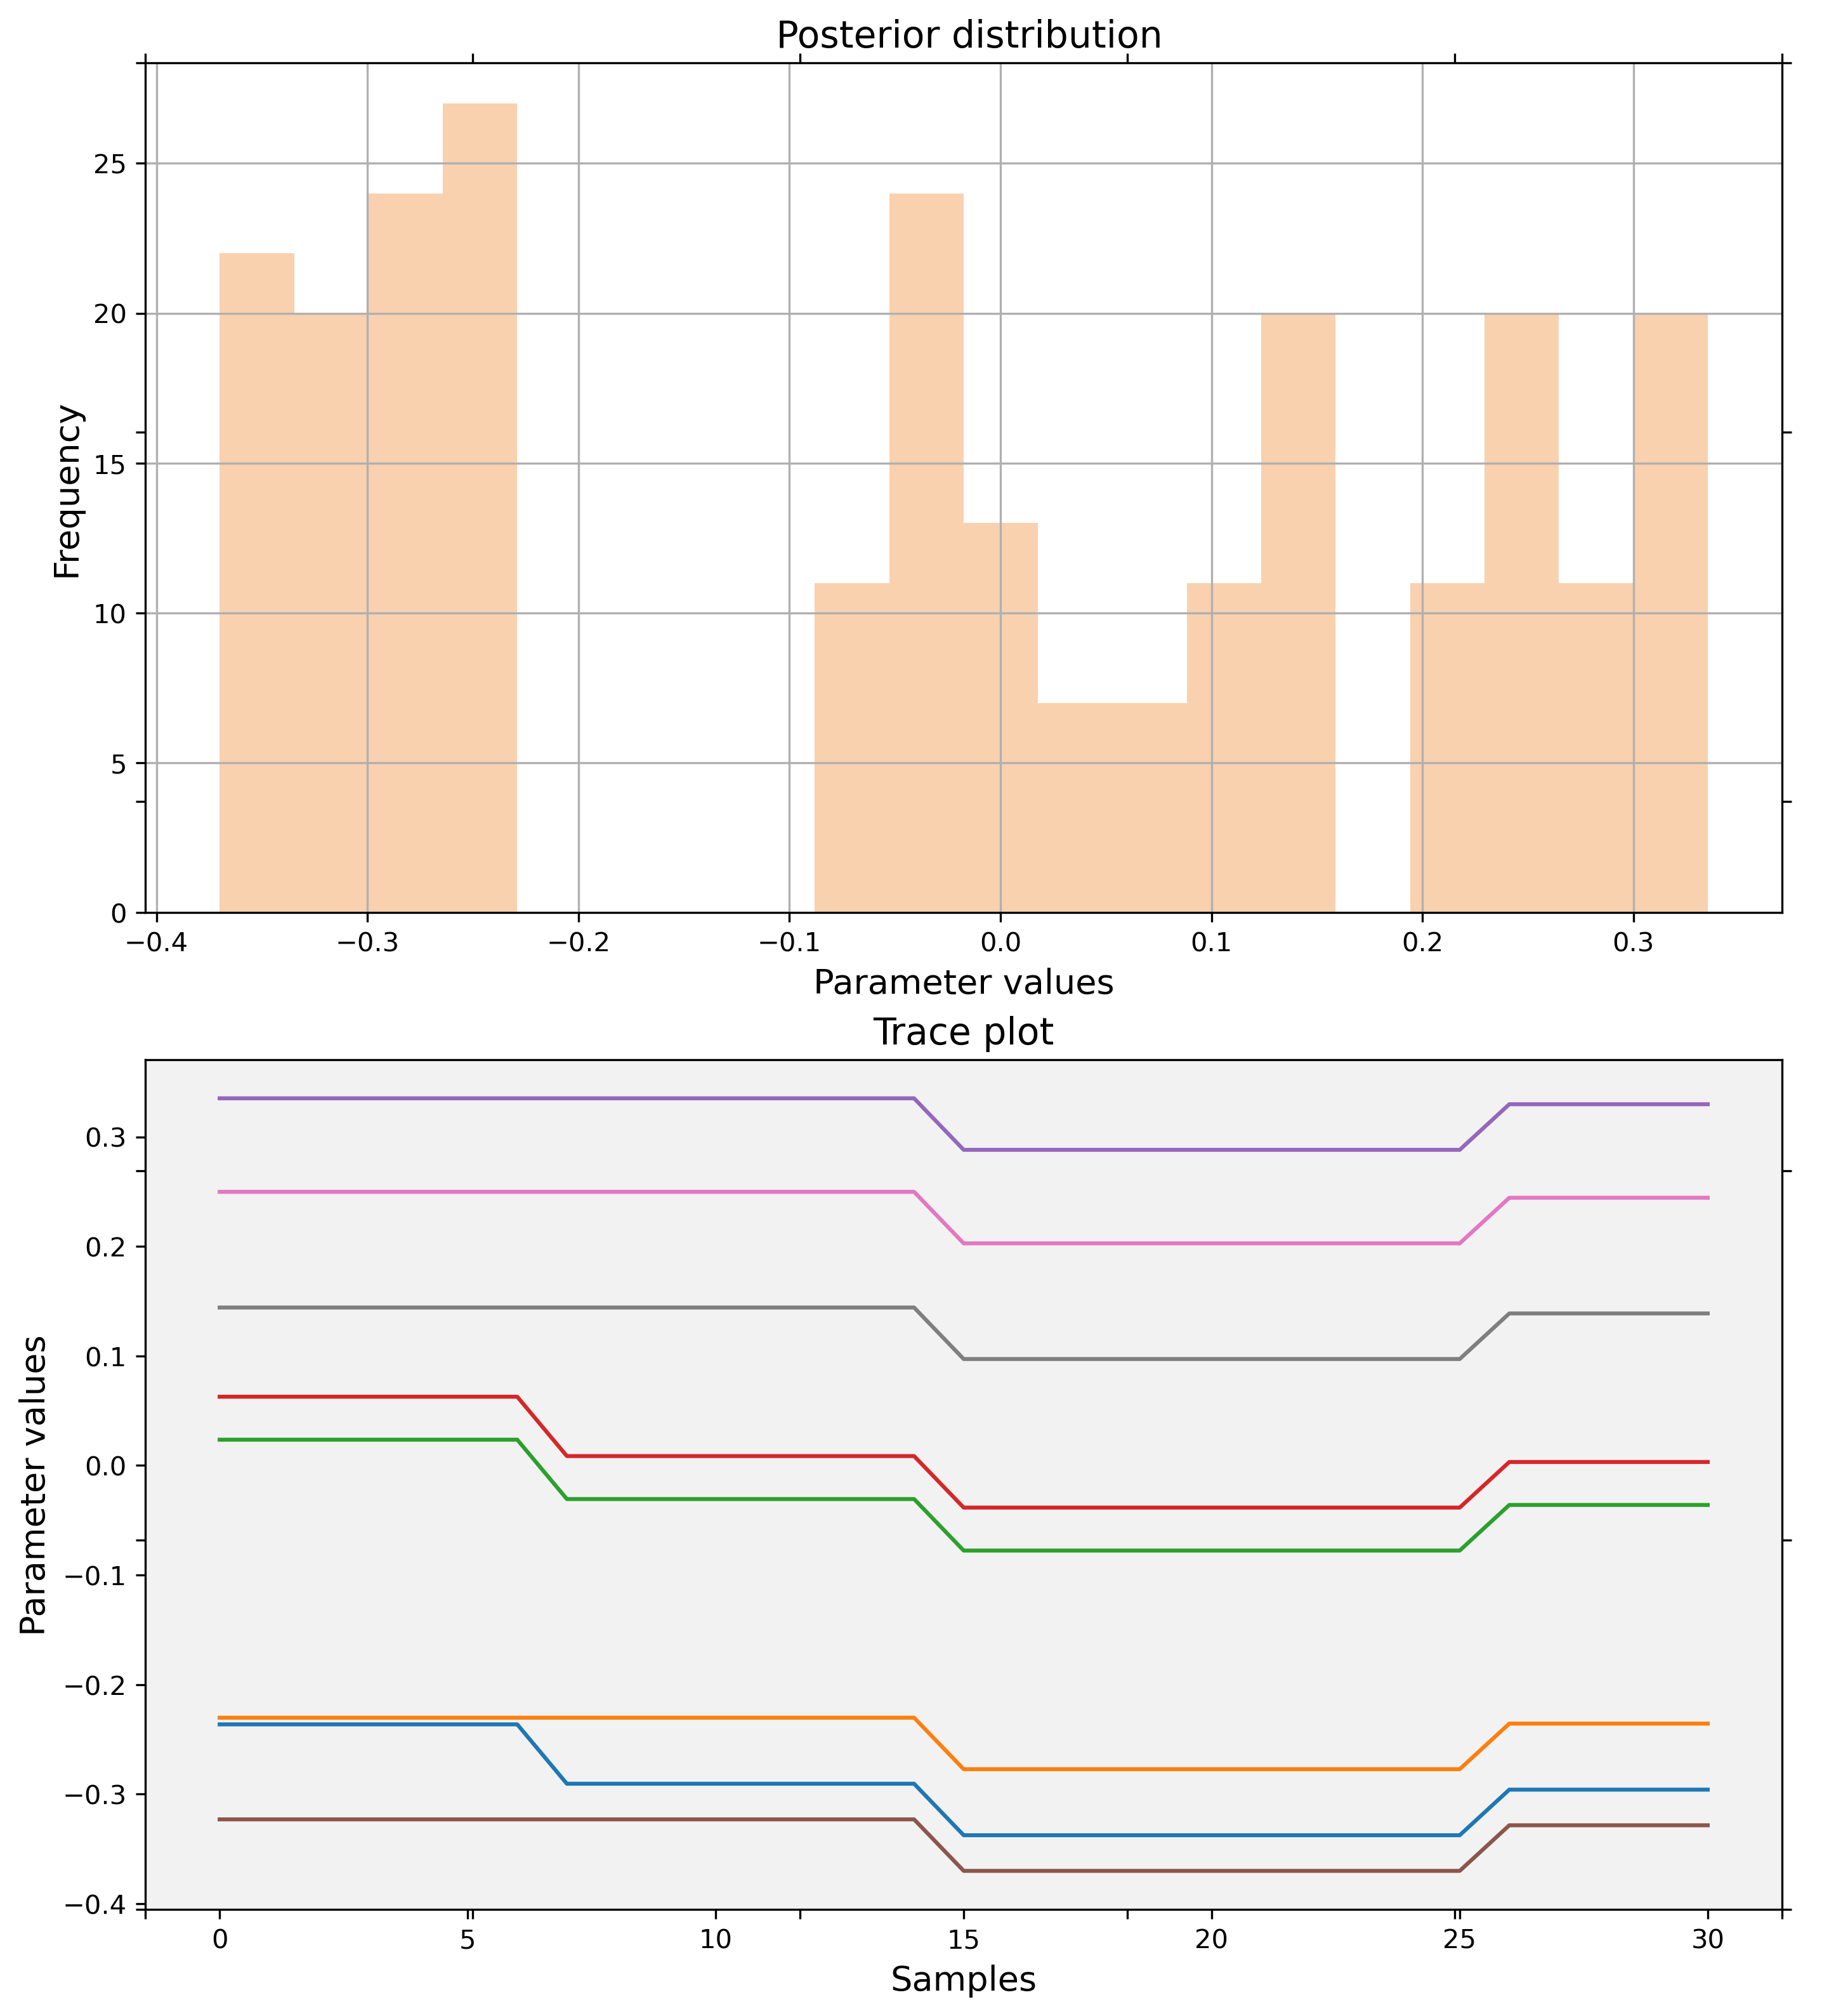 Posterior distribution
Frequency
25
20
15
10
5
0
−0.4 −0.3 −0.2 −0.1 0.0 0.1 0.2 0.3
Parameter values
Trace plot
Parameter values
0.3
0.2
0.1
0.0
−0.1
−0.2
−0.3
−0.4
0 5 10 15 20 25 30
Samples